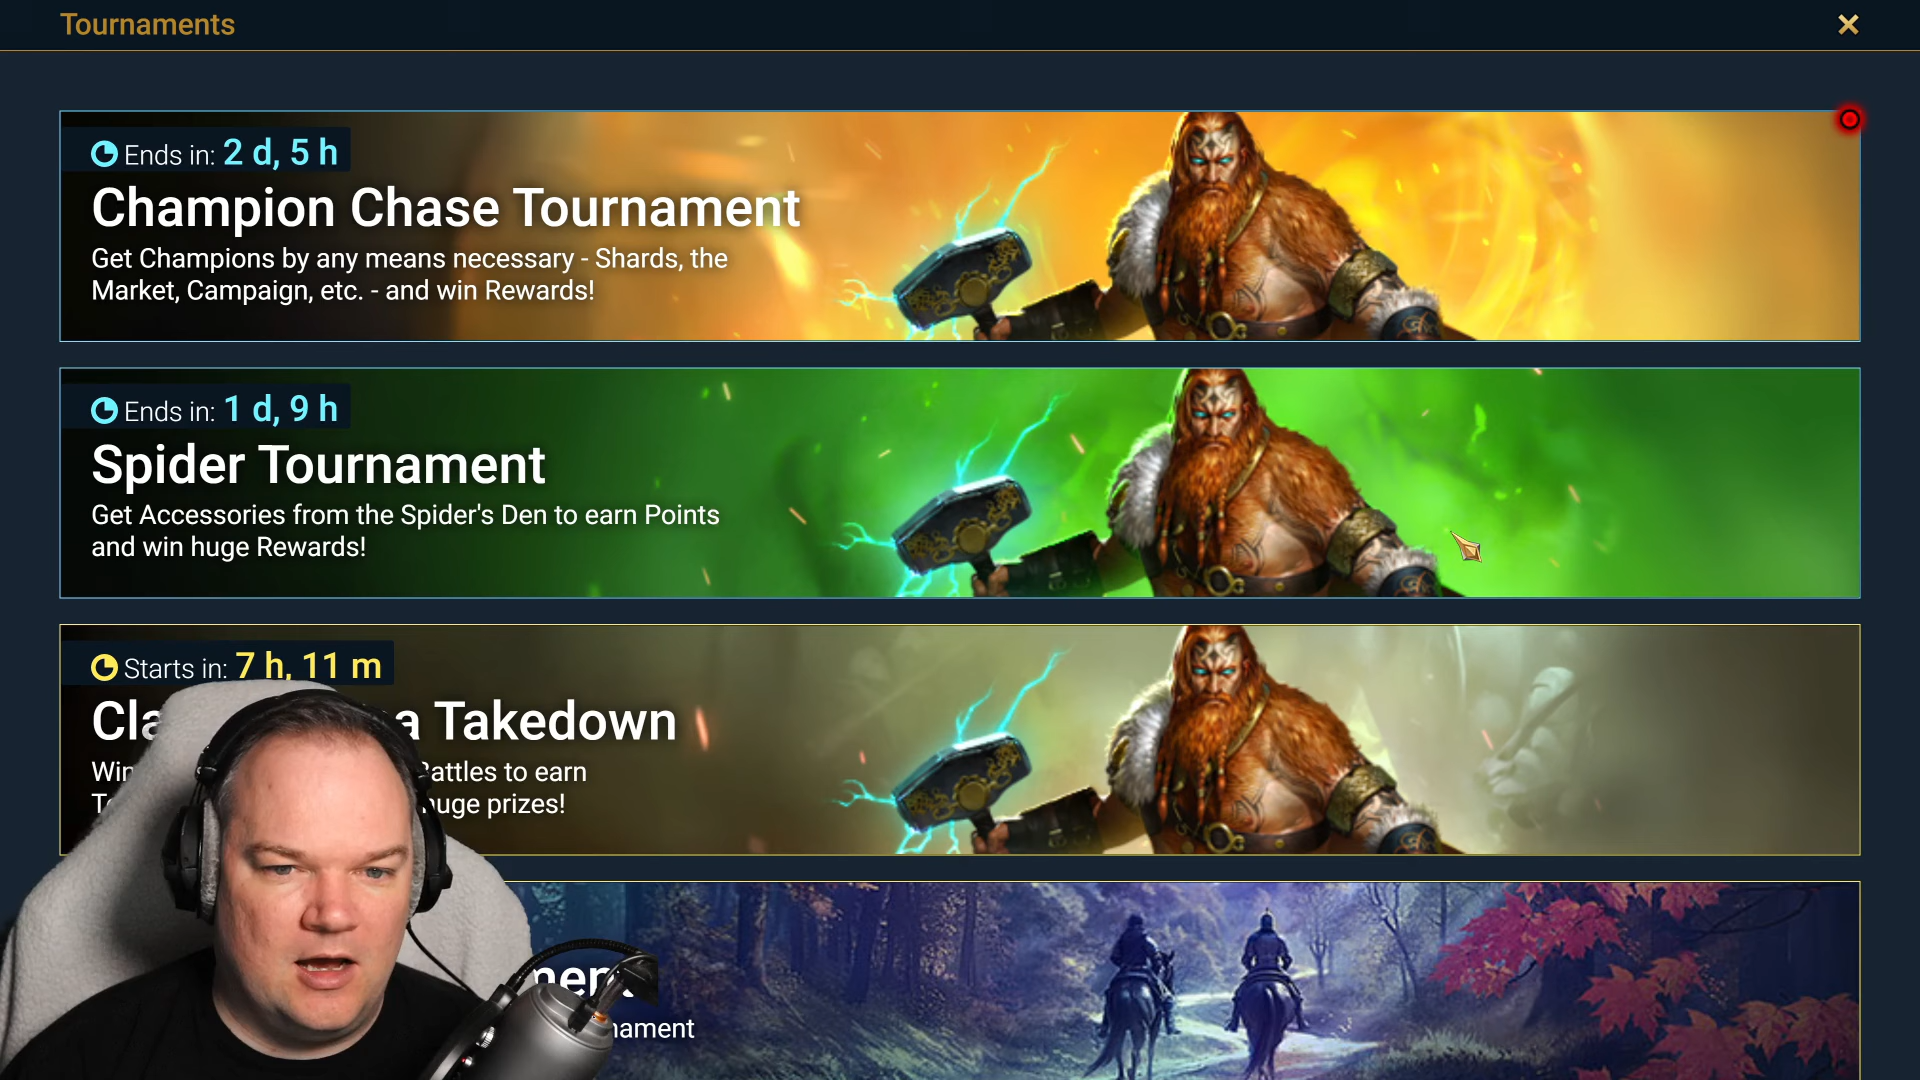 Tournaments
Ends in: 2 d, 5 h
Champion Chase Tournament
Get Champions by any means necessary - Shards, the
Market, Campaign, etc. - and win Rewards!
Ends in: 1 d, 9 h
Spider Tournament
Get Accessories from the Spider's Den to earn Points
and win huge Rewards!
Starts in: 7 h, 11 m
Takedown
to earn
prizes!